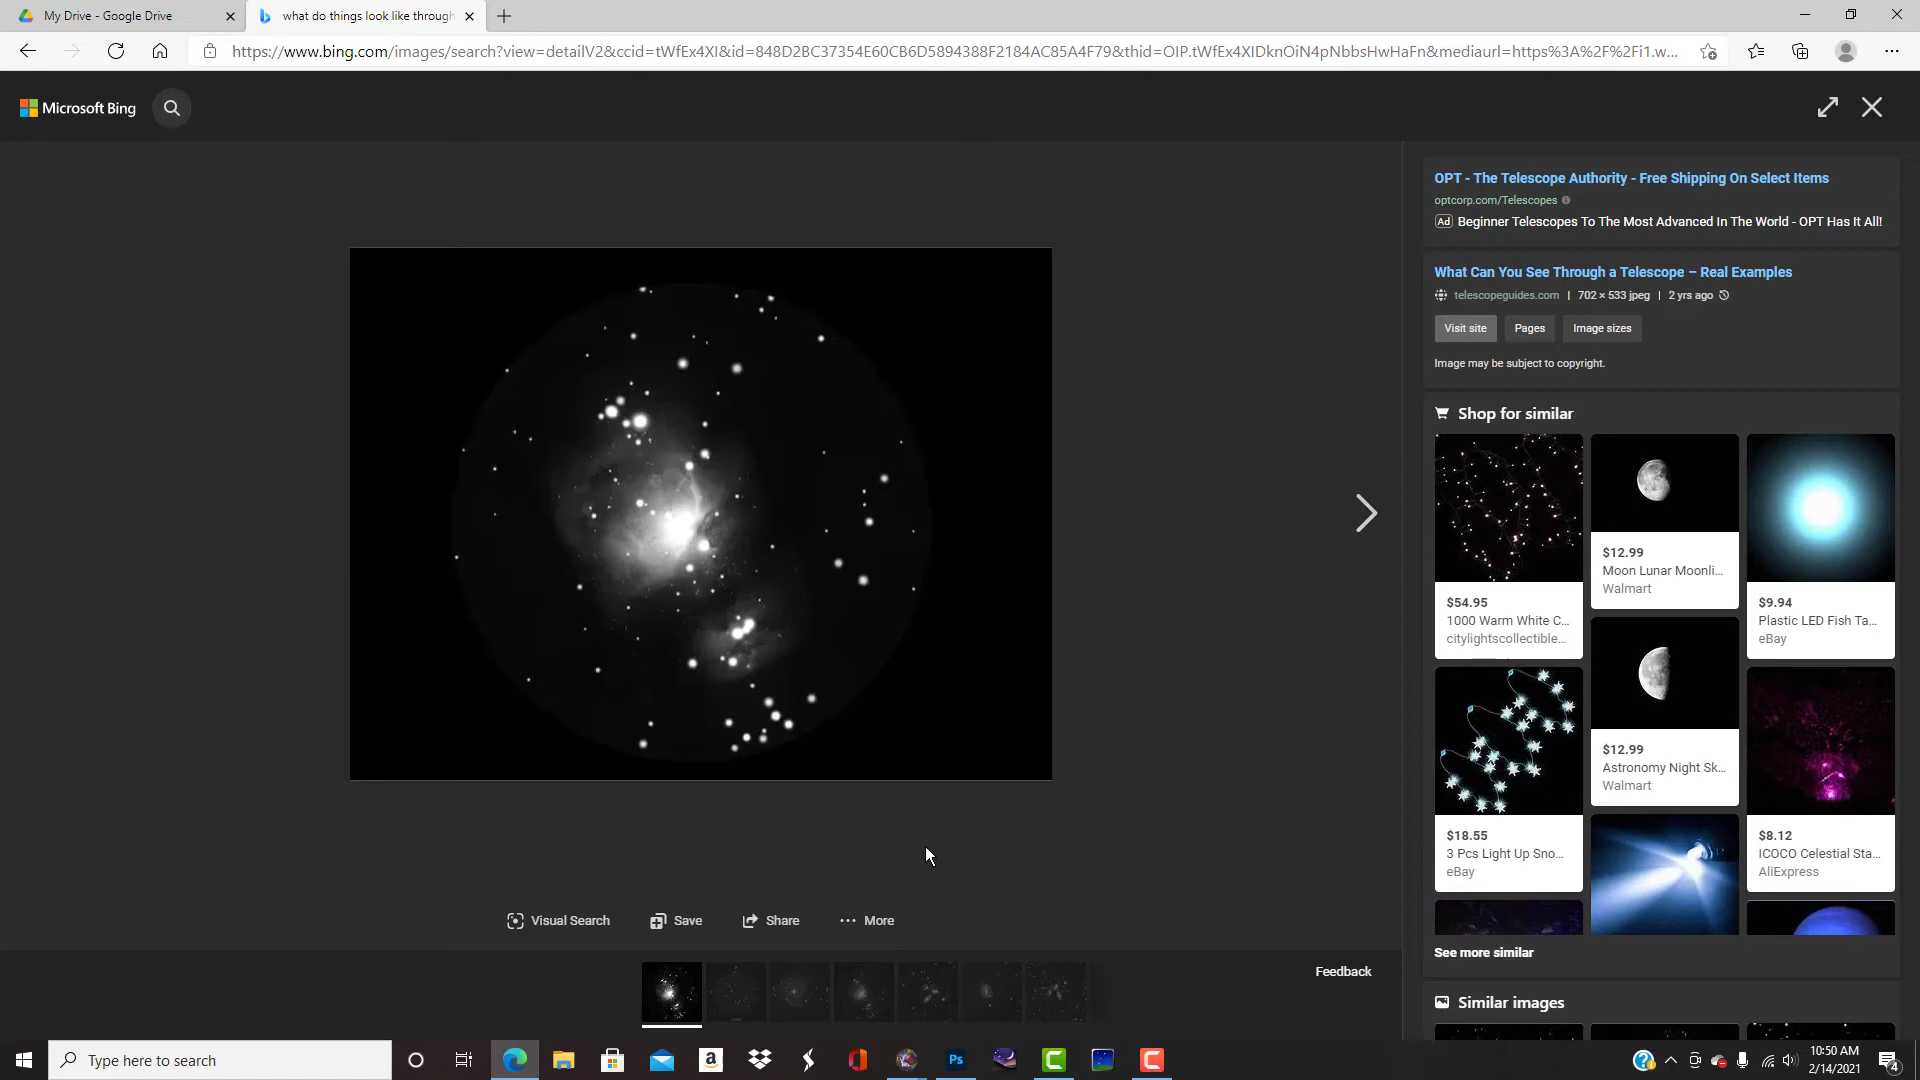 My Drive - Google Drive
what do things look like through
https://www.bing.com/images/search?view=detailV2&ccid=tWfEx4XI&id=848D2BC37354E60CB6D5894388F2184AC85A4F79&thid=OIP.tWfEx4XIDknOiN4pNbbsHwHaFn&mediaurl=https%3A%2F%2Fi1.w...
Microsoft Bing
OPT - The Telescope Authority - Free Shipping On Select Items
optcorp.com/Telescopes
Ad Beginner Telescopes To The Most Advanced In The World - OPT Has It All!
What Can You See Through a Telescope – Real Examples
telescopeguides.com | 702 × 533 jpeg | 2 yrs ago
Visit site Pages Image sizes
Image may be subject to copyright.
Shop for similar
$54.95
1000 Warm White C...
citylightscollectible...
$12.99
Moon Lunar Moonli...
Walmart
$9.94
Plastic LED Fish Ta...
eBay
$12.99
Astronomy Night Sk...
Walmart
$18.55
3 Pcs Light Up Sno...
eBay
$8.12
ICOCO Celestial Sta...
AliExpress
See more similar
Similar images
Visual Search Save Share More
Feedback
Type here to search
Ps
10:50 AM
2/14/2021
4